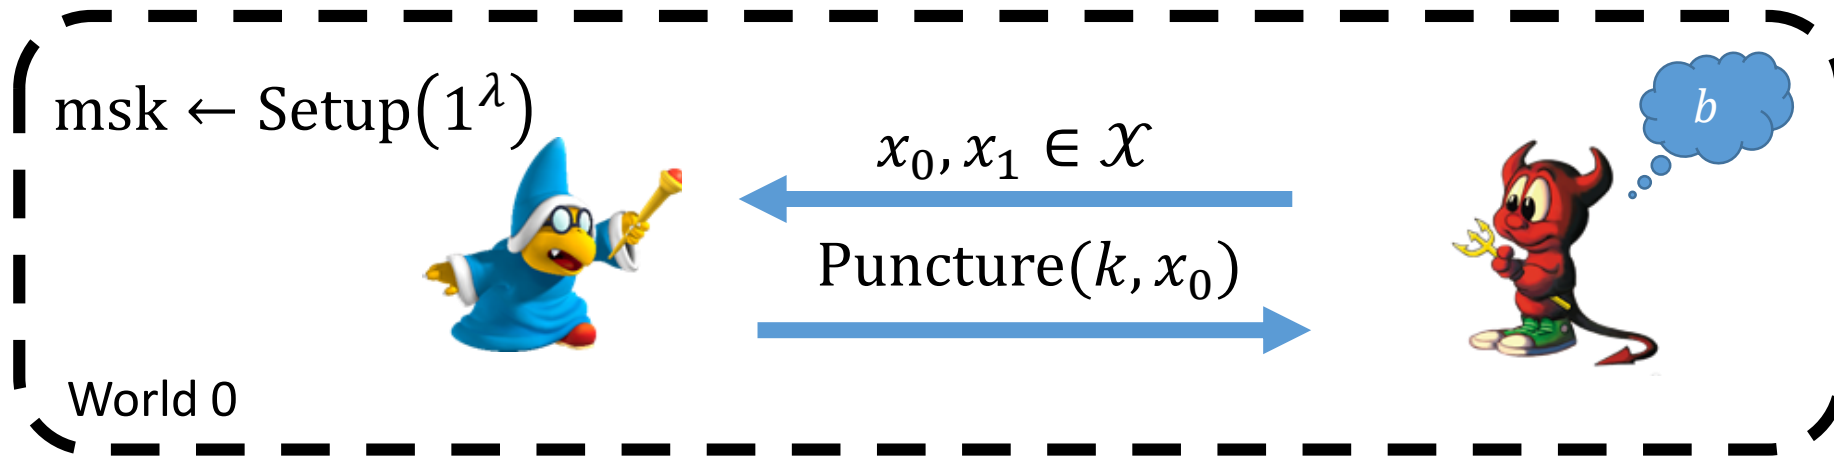 msk ← Setup(1^λ)
b
x₀, x₁ ∈ 𝒳
Puncture(k, x₀)
World 0